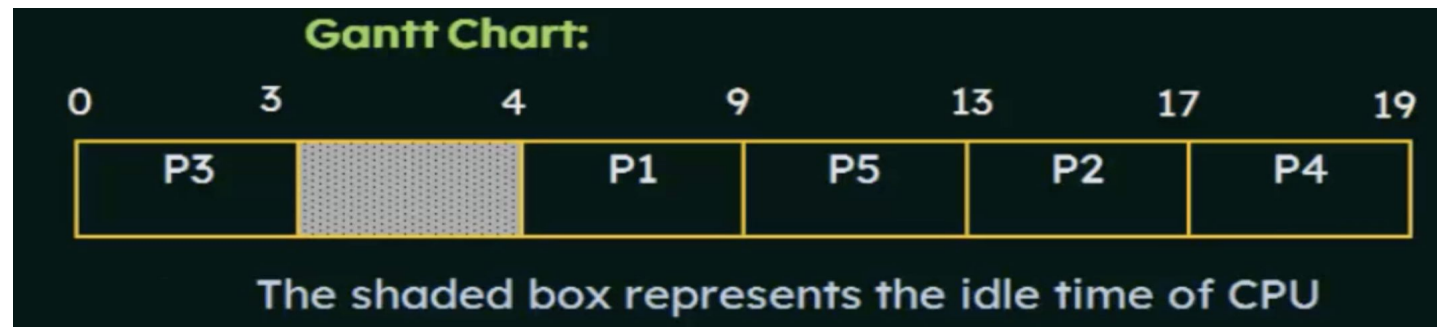 Gantt Chart:
0 3 4 9 13 17 19
P3 P1 P5 P2 P4
The shaded box represents the idle time of CPU